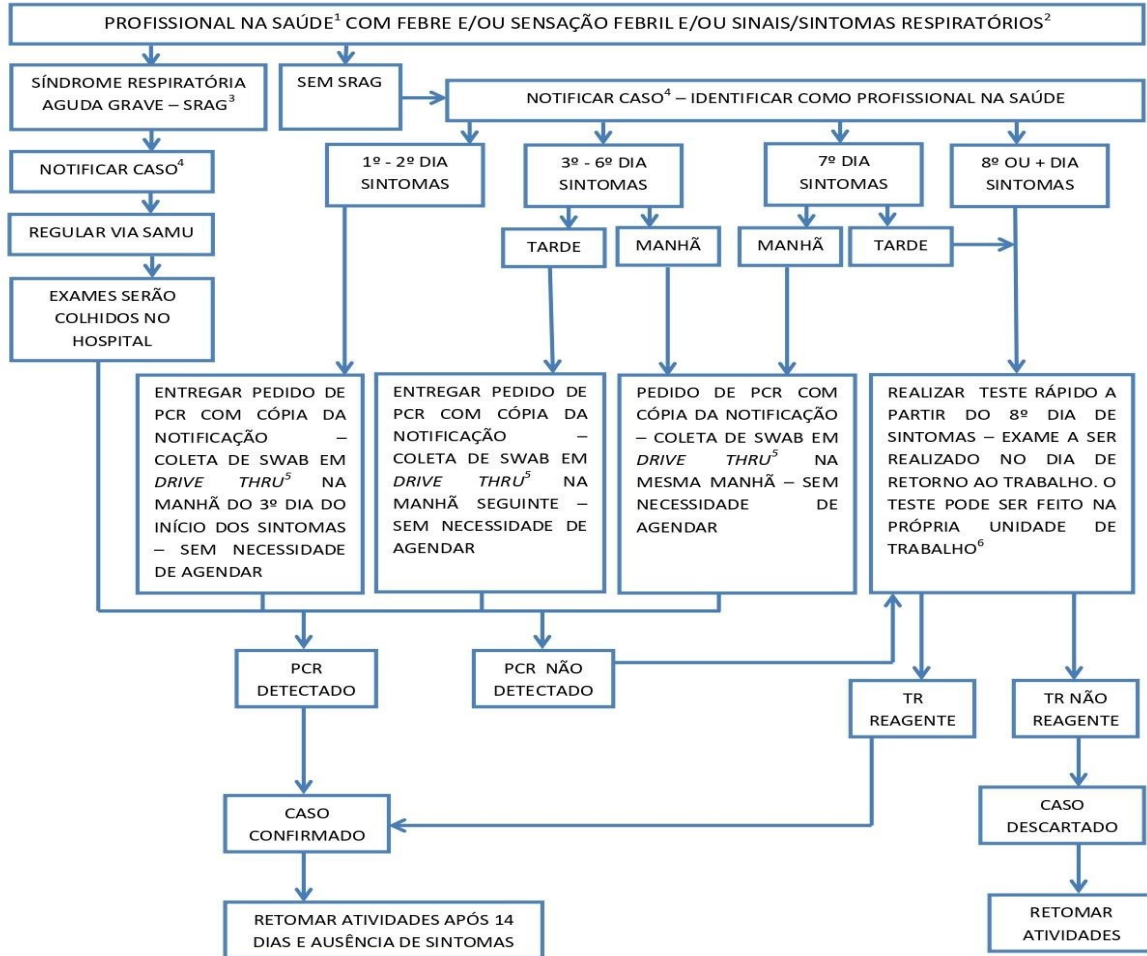 PROFISSIONAL NA SAÚDE¹ COM FEBRE E/OU SENSAÇÃO FEBRIL E/OU SINAIS/SINTOMAS RESPIRATÓRIOS²
SÍNDROME RESPIRATÓRIA
AGUDA GRAVE – SRAG³
SEM SRAG
NOTIFICAR CASO⁴ – IDENTIFICAR COMO PROFISSIONAL NA SAÚDE
NOTIFICAR CASO⁴
REGULAR VIA SAMU
EXAMES SERÃO
COLHIDOS NO
HOSPITAL
1º - 2º DIA
SINTOMAS
3º - 6º DIA
SINTOMAS
7º DIA
SINTOMAS
8º OU + DIA
SINTOMAS
TARDE
MANHÃ
MANHÃ
TARDE
ENTREGAR PEDIDO DE
PCR COM CÓPIA DA
NOTIFICAÇÃO –
COLETA DE SWAB EM
DRIVE THRU⁵ NA
MANHÃ DO 3º DIA DO
INÍCIO DOS SINTOMAS
– SEM NECESSIDADE
DE AGENDAR
ENTREGAR PEDIDO DE
PCR COM CÓPIA DA
NOTIFICAÇÃO –
COLETA DE SWAB EM
DRIVE THRU⁵ NA
MANHÃ SEGUINTE –
SEM NECESSIDADE DE
AGENDAR
PEDIDO DE PCR COM
CÓPIA DA NOTIFICAÇÃO
– COLETA DE SWAB EM
DRIVE THRU⁵ NA
MESMA MANHÃ – SEM
NECESSIDADE DE
AGENDAR
REALIZAR TESTE RÁPIDO A
PARTIR DO 8º DIA DE
SINTOMAS – EXAME A SER
REALIZADO NO DIA DE
RETORNO AO TRABALHO. O
TESTE PODE SER FEITO NA
PRÓPRIA UNIDADE DE
TRABALHO⁶
PCR
DETECTADO
PCR NÃO
DETECTADO
TR
REAGENTE
TR NÃO
REAGENTE
CASO
CONFIRMADO
CASO
DESCARTADO
RETOMAR ATIVIDADES APÓS 14
DIAS E AUSÊNCIA DE SINTOMAS
RETOMAR
ATIVIDADES